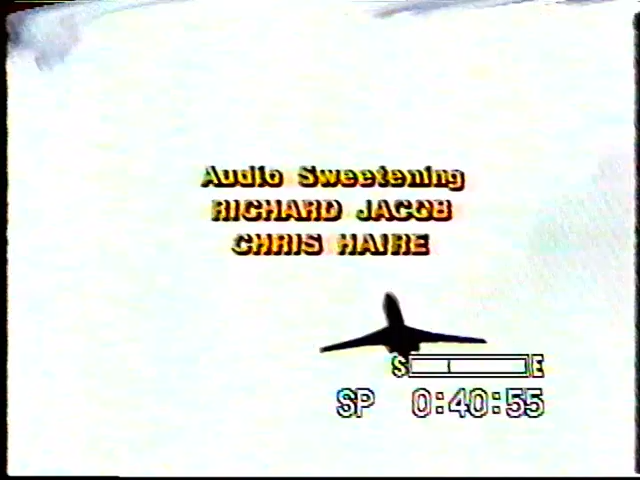 Audio Sweetening
RICHARD JACOB
CHRIS HAIRE
S E
SP 0:40:55